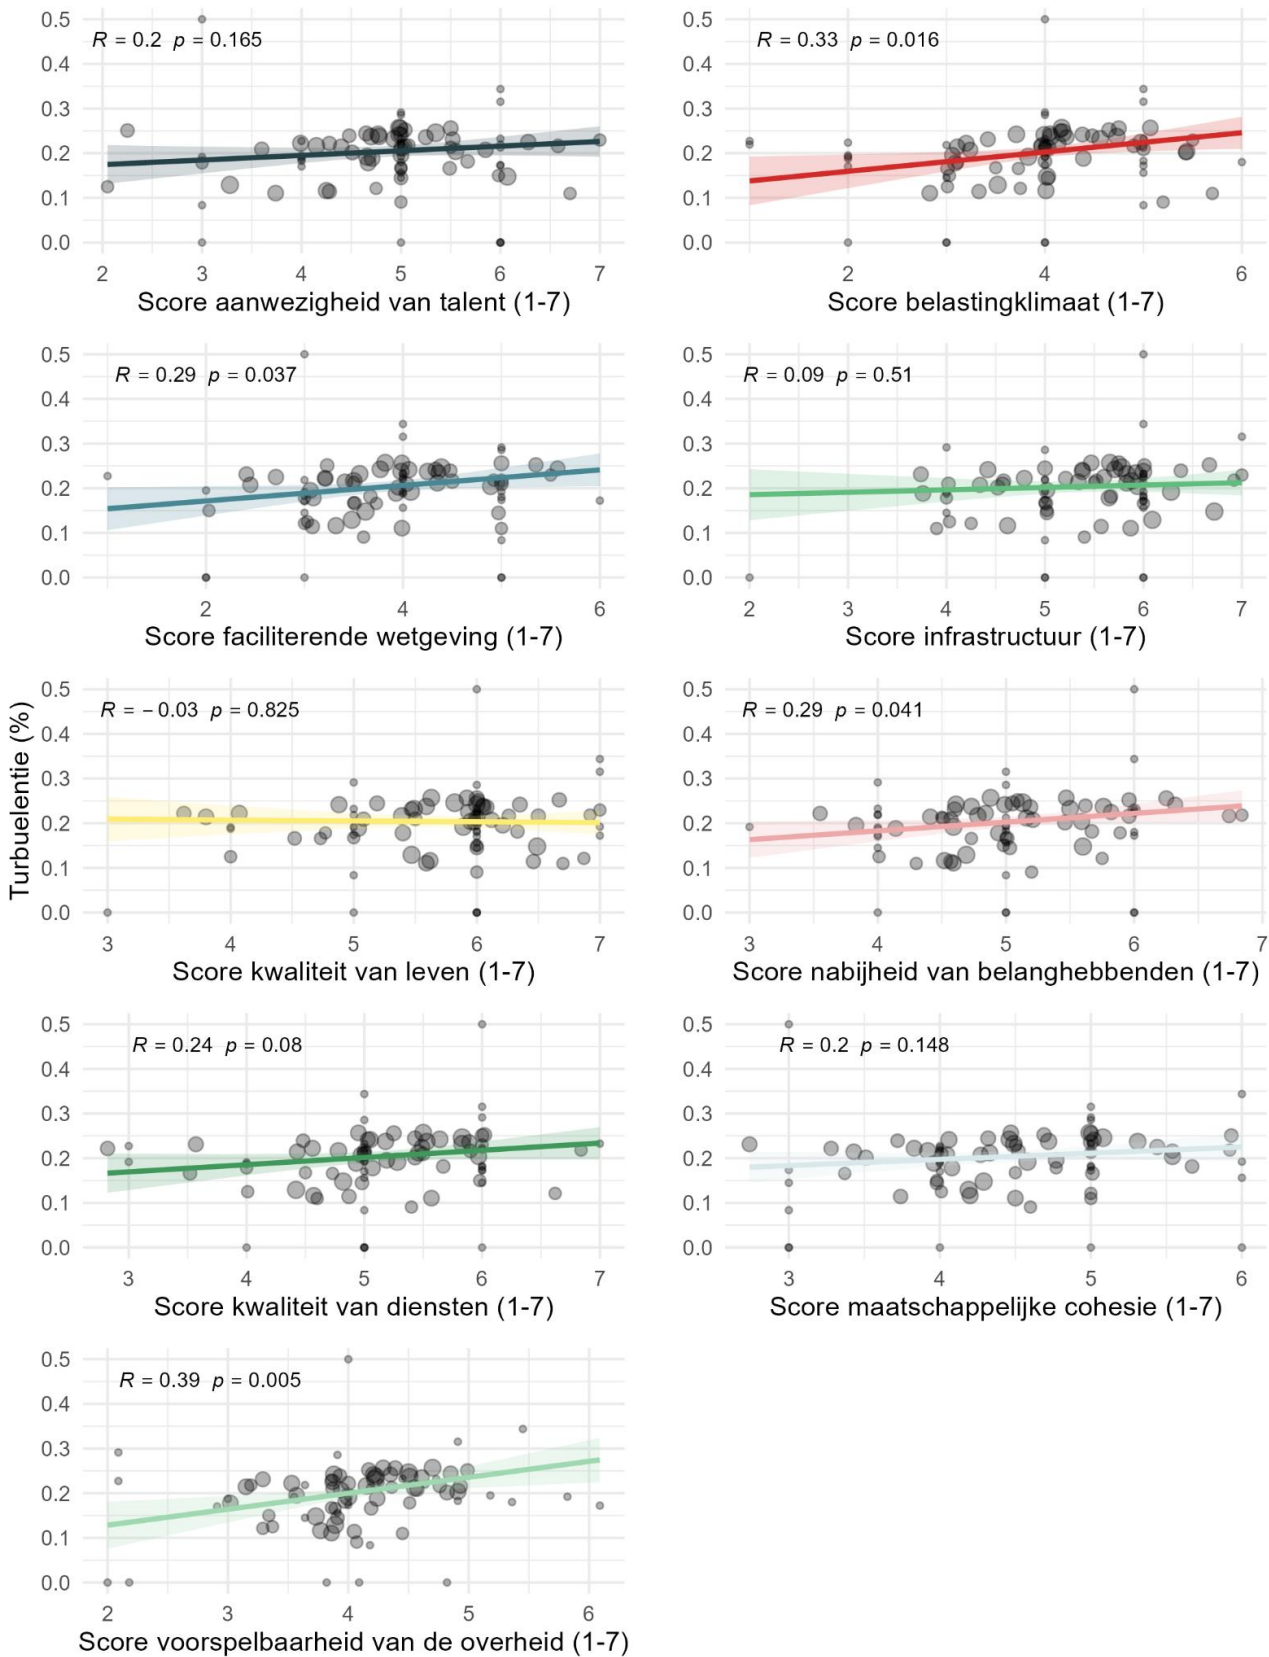 0.5
R = 0.2  p = 0.165
0.4
0.3
0.2
0.1
0.0
2 3 4 5 6 7
Score aanwezigheid van talent (1-7)
0.5
R = 0.33  p = 0.016
0.4
0.3
0.2
0.1
0.0
2 4 6
Score belastingklimaat (1-7)
0.5
R = 0.29  p = 0.037
0.4
0.3
0.2
0.1
0.0
2 4 6
Score faciliterende wetgeving (1-7)
0.5
R = 0.09  p = 0.51
0.4
0.3
0.2
0.1
0.0
2 3 4 5 6 7
Score infrastructuur (1-7)
Turbuelentie (%)
0.5
R = −0.03  p = 0.825
0.4
0.3
0.2
0.1
0.0
3 4 5 6 7
Score kwaliteit van leven (1-7)
0.5
R = 0.29  p = 0.041
0.4
0.3
0.2
0.1
0.0
3 4 5 6 7
Score nabijheid van belanghebbenden (1-7)
0.5
R = 0.24  p = 0.08
0.4
0.3
0.2
0.1
0.0
3 4 5 6 7
Score kwaliteit van diensten (1-7)
0.5
R = 0.2  p = 0.148
0.4
0.3
0.2
0.1
0.0
3 4 5 6
Score maatschappelijke cohesie (1-7)
0.5
R = 0.39  p = 0.005
0.4
0.3
0.2
0.1
0.0
2 3 4 5 6
Score voorspelbaarheid van de overheid (1-7)